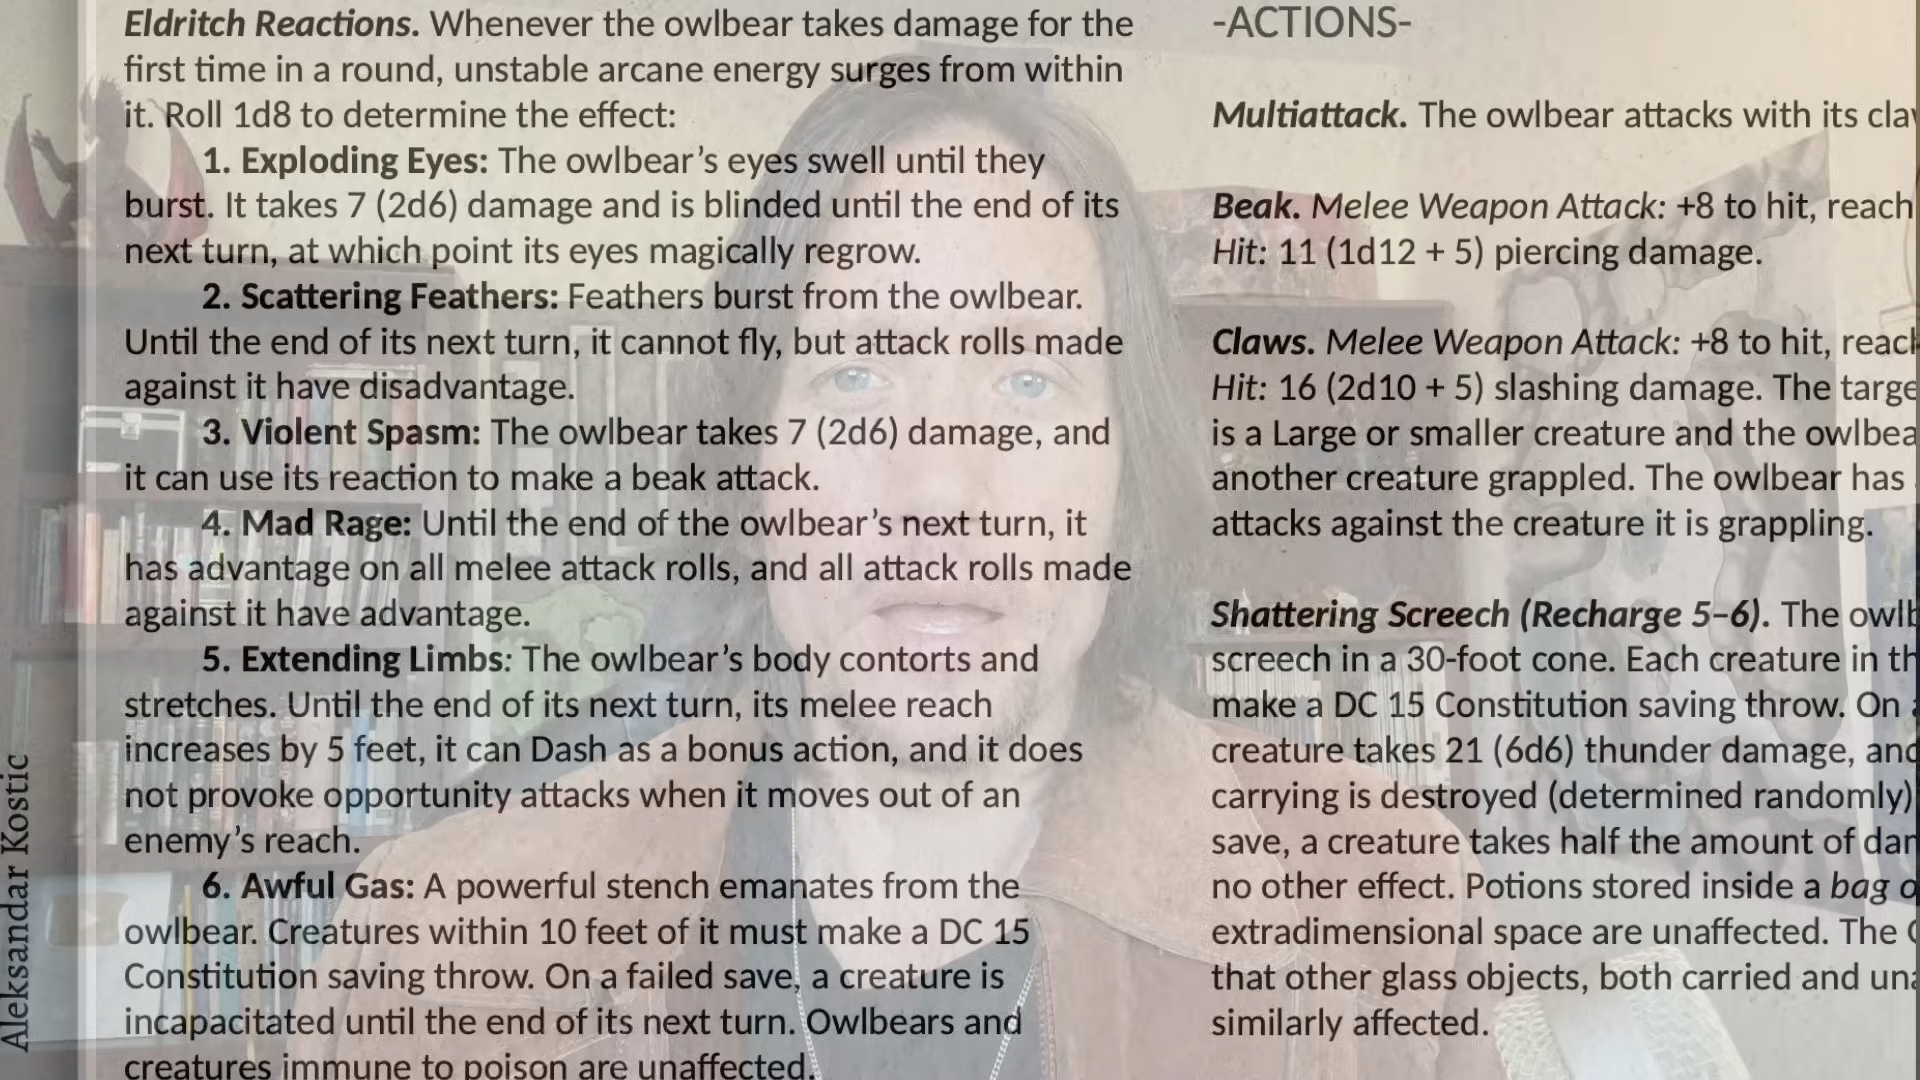 Eldritch Reactions. Whenever the owlbear takes damage for the
first time in a round, unstable arcane energy surges from within
it. Roll 1d8 to determine the effect:
1. Exploding Eyes: The owlbear’s eyes swell until they
burst. It takes 7 (2d6) damage and is blinded until the end of its
next turn, at which point its eyes magically regrow.
2. Scattering Feathers: Feathers burst from the owlbear.
Until the end of its next turn, it cannot fly, but attack rolls made
against it have disadvantage.
3. Violent Spasm: The owlbear takes 7 (2d6) damage, and
it can use its reaction to make a beak attack.
4. Mad Rage: Until the end of the owlbear’s next turn, it
has advantage on all melee attack rolls, and all attack rolls made
against it have advantage.
5. Extending Limbs: The owlbear’s body contorts and
stretches. Until the end of its next turn, its melee reach
increases by 5 feet, it can Dash as a bonus action, and it does
not provoke opportunity attacks when it moves out of an
enemy’s reach.
6. Awful Gas: A powerful stench emanates from the
owlbear. Creatures within 10 feet of it must make a DC 15
Constitution saving throw. On a failed save, a creature is
incapacitated until the end of its next turn. Owlbears and
creatures immune to poison are unaffected.
-ACTIONS-
Multiattack. The owlbear attacks with its
Beak. Melee Weapon Attack: +8 to hit, reach
Hit: 11 (1d12 + 5) piercing damage.
Claws. Melee Weapon Attack: +8 to hit,
Hit: 16 (2d10 + 5) slashing damage. The
is a Large or smaller creature and the
another creature grappled. The owlbear has
attacks against the creature it is grappling.
Shattering Screech (Recharge 5–6). The
screech in a 30-foot cone. Each creature in
make a DC 15 Constitution saving throw. On
creature takes 21 (6d6) thunder damage,
carrying is destroyed (determined randomly)
save, a creature takes half the amount of
no other effect. Potions stored inside a bag
extradimensional space are unaffected. The
that other glass objects, both carried and
similarly affected.
Aleksandar Kostic